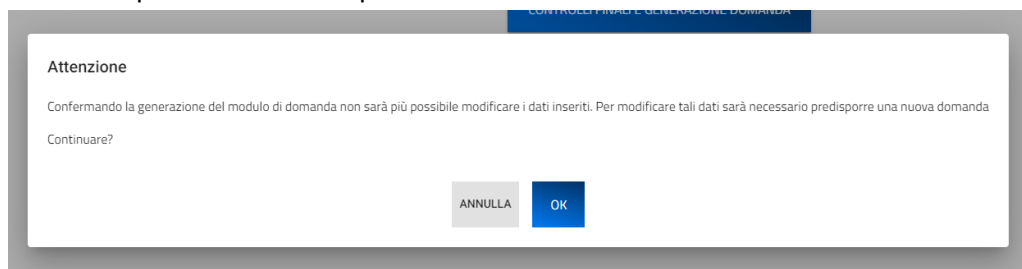 CONTROLLI FINALI E GENERAZIONE DOMANDA
Attenzione
Confermando la generazione del modulo di domanda non sarà più possibile modificare i dati inseriti. Per modificare tali dati sarà necessario predisporre una nuova domanda
Continuare?
ANNULLA
OK